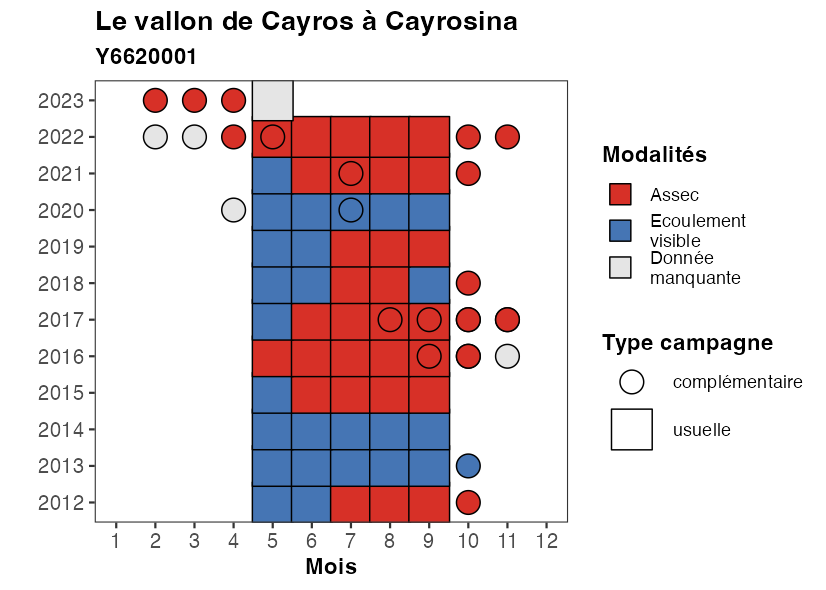 Le vallon de Cayros à Cayrosina
Y6620001
2023
2022
2021
2020
2019
2018
2017
2016
2015
2014
2013
2012
1 2 3 4 5 6 7 8 9 10 11 12
Mois
Modalités
Assec
Ecoulement
visible
Donnée
manquante
Type campagne
complémentaire
usuelle